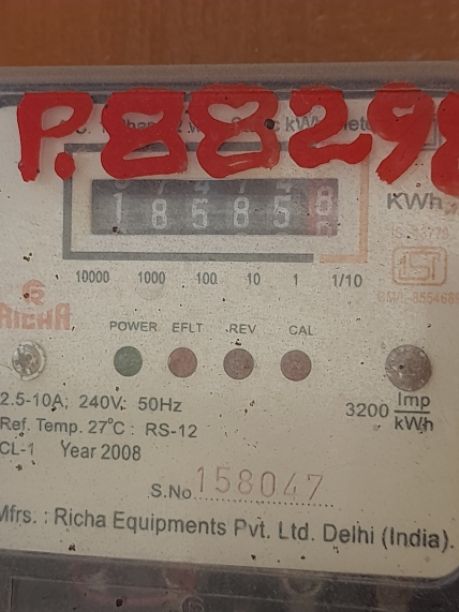 P.8829
kWh
185858
10000 1000 100 10 1 1/10
RICHA
POWER EFLT REV CAL
2.5-10A; 240V: 50Hz
3200 Imp
kWh
Ref. Temp. 27°C : RS-12
CL-1 Year 2008
S.No 158047
Mfrs. : Richa Equipments Pvt. Ltd. Delhi (India).